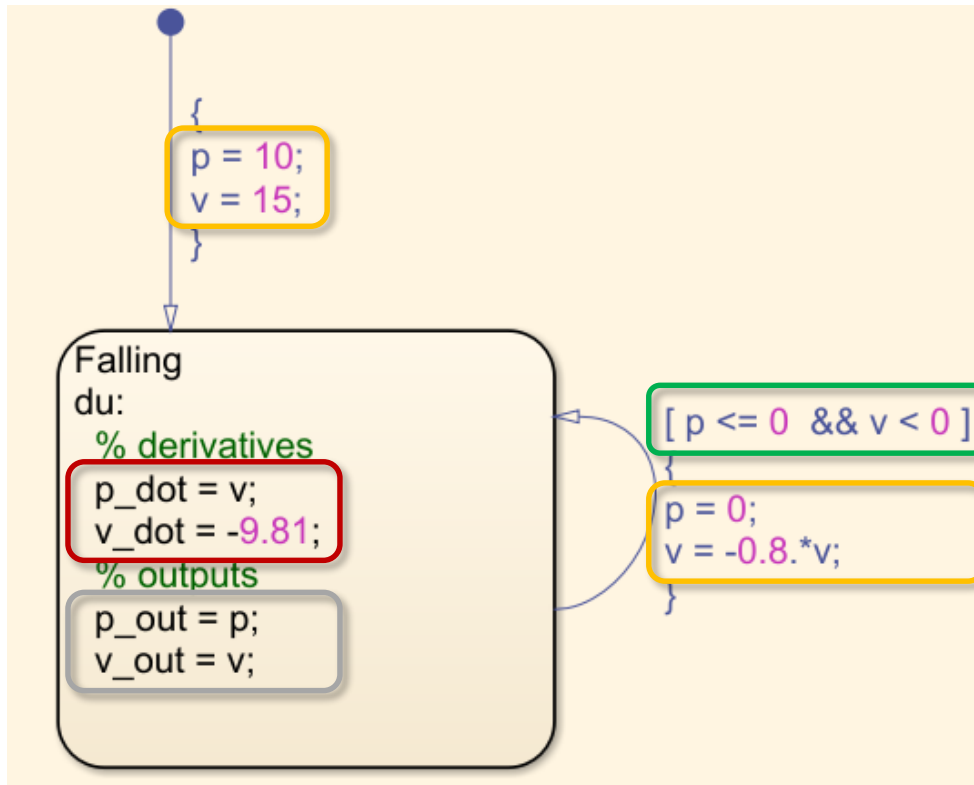 {
p = 10;
v = 15;
}
Falling
du:
% derivatives
p_dot = v;
v_dot = -9.81;
% outputs
p_out = p;
v_out = v;
[ p <= 0 && v < 0 ]
{
p = 0;
v = -0.8.*v;
}